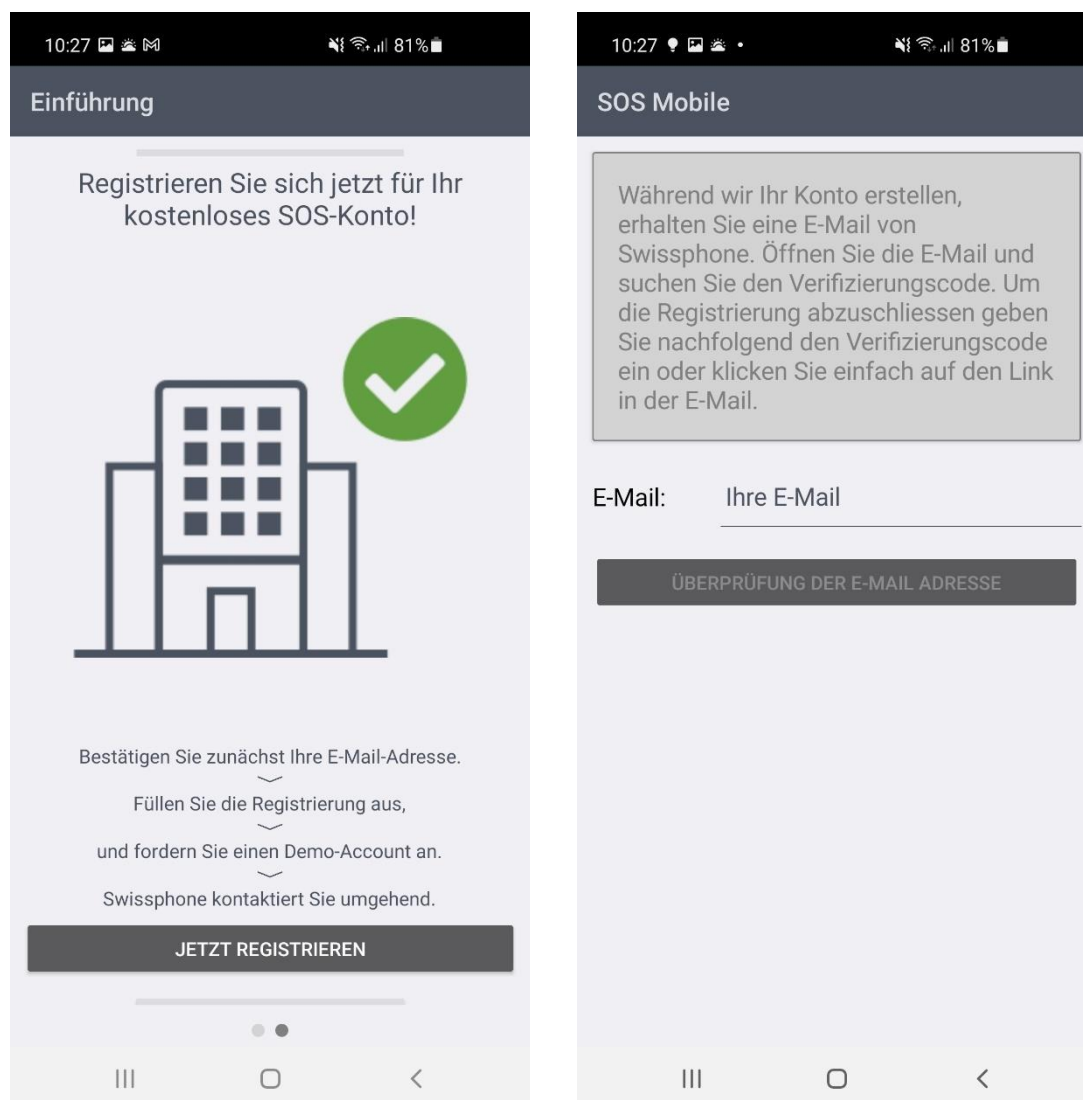 10:27 81%
Einführung
Registrieren Sie sich jetzt für Ihr
kostenloses SOS-Konto!
Bestätigen Sie zunächst Ihre E-Mail-Adresse.
Füllen Sie die Registrierung aus,
und fordern Sie einen Demo-Account an.
Swissphone kontaktiert Sie umgehend.
JETZT REGISTRIEREN
10:27 81%
SOS Mobile
Während wir Ihr Konto erstellen,
erhalten Sie eine E-Mail von
Swissphone. Öffnen Sie die E-Mail und
suchen Sie den Verifizierungscode. Um
die Registrierung abzuschliessen geben
Sie nachfolgend den Verifizierungscode
ein oder klicken Sie einfach auf den Link
in der E-Mail.
E-Mail: Ihre E-Mail
ÜBERPRÜFUNG DER E-MAIL ADRESSE